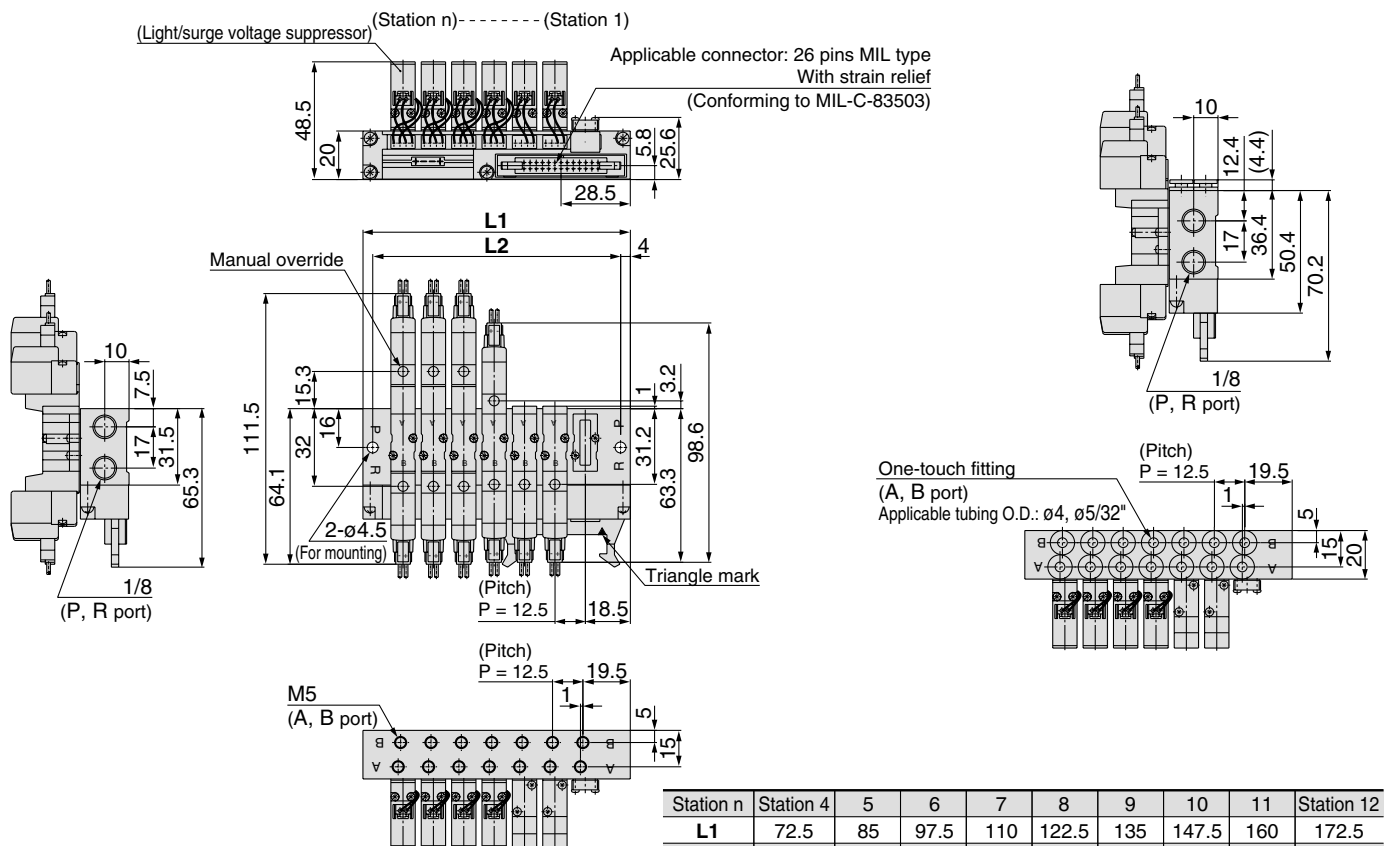 (Station n)
(Station 1)
(Light/surge voltage suppressor)
Applicable connector: 26 pins MIL type
With strain relief
(Conforming to MIL-C-83503)
48.5
20
5.8
25.6
28.5
L1
L2
4
Manual override
111.5
64.1
15.3
32
16
P
R
A
A
A
B
B
B
P
R
1
3.2
31.2
63.3
98.6
2-ø4.5
(For mounting)
Triangle mark
(Pitch)
P = 12.5
18.5
10
7.5
17
31.5
65.3
1/8
(P, R port)
10
12.4
(4.4)
17
36.4
50.4
70.2
1/8
(P, R port)
(Pitch)
P = 12.5
19.5
1
M5
(A, B port)
5
15
B
B
A
A
One-touch fitting
(A, B port)
Applicable tubing O.D.: ø4, ø5/32"
(Pitch)
P = 12.5
19.5
1
5
15
20
B
B
A
A
Station n Station 4 5 6 7 8 9 10 11 Station 12
L1 72.5 85 97.5 110 122.5 135 147.5 160 172.5